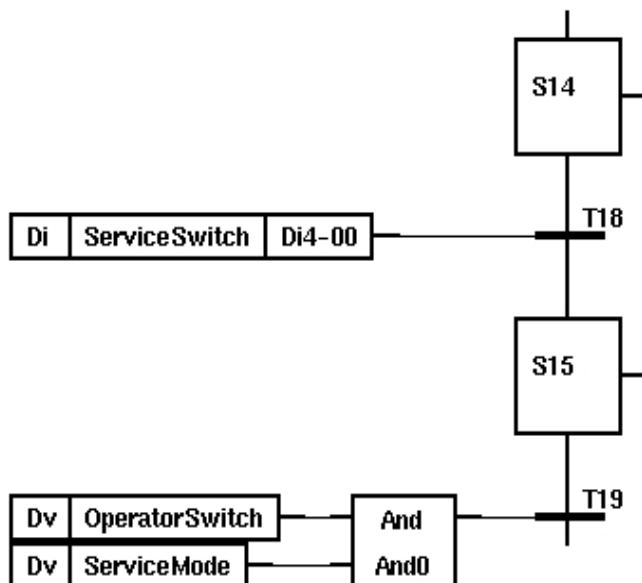 S14
T18
Di ServiceSwitch Di4-00
S15
T19
Dv OperatorSwitch And
Dv ServiceMode And0